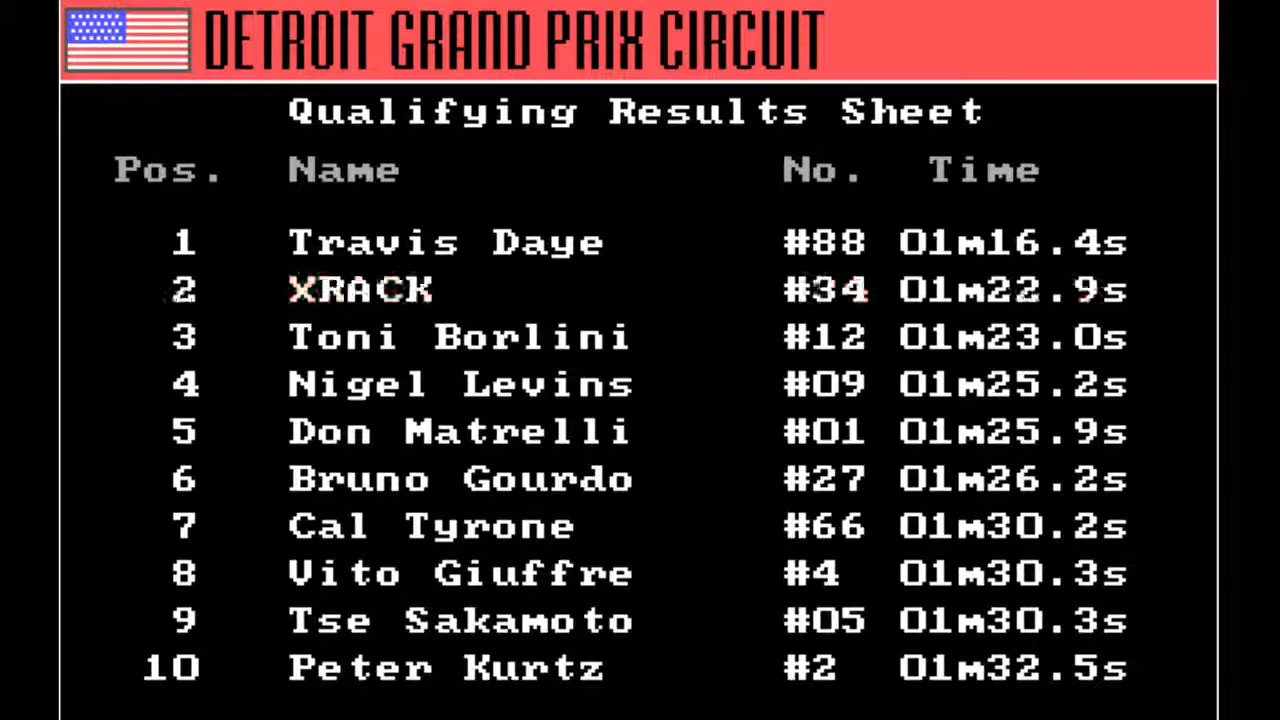 DETROIT GRAND PRIX CIRCUIT
Qualifying Results Sheet
Pos. Name No. Time
1 Travis Daye #88 01m16.4s
2 XRACK #34 01m22.9s
3 Toni Borlini #12 01m23.0s
4 Nigel Levins #09 01m25.2s
5 Don Matrelli #01 01m25.9s
6 Bruno Gourdo #27 01m26.2s
7 Cal Tyrone #66 01m30.2s
8 Vito Giuffre #4 01m30.3s
9 Tse Sakamoto #05 01m30.3s
10 Peter Kurtz #2 01m32.5s